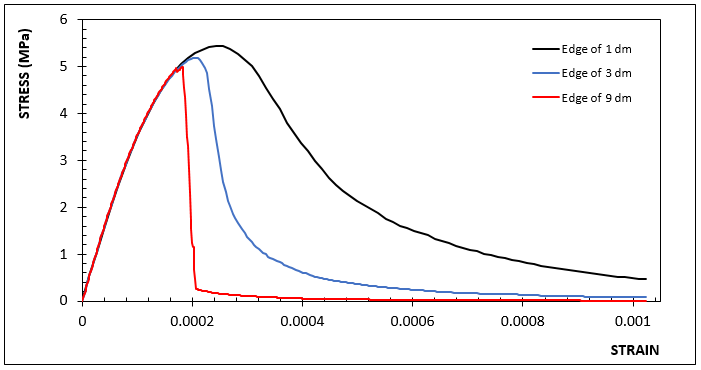 STRESS (MPa)
6
5
4
3
2
1
0
Edge of 1 dm
Edge of 3 dm
Edge of 9 dm
0 0.0002 0.0004 0.0006 0.0008 0.001
STRAIN